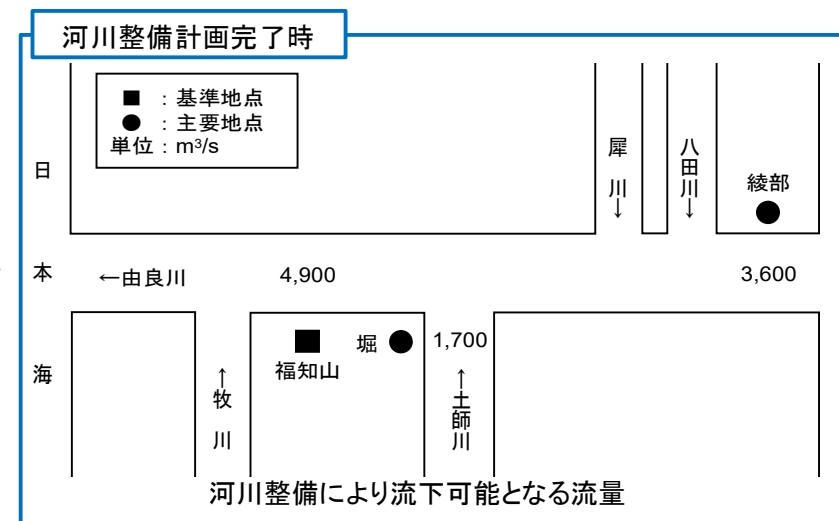 河川整備計画完了時
■ : 基準地点
● : 主要地点
単位 : m³/s
日本海
犀川↓
八田川↓
綾部
←由良川
4,900
3,600
福知山
堀
1,700
↑牧川
↑土師川
河川整備により流下可能となる流量